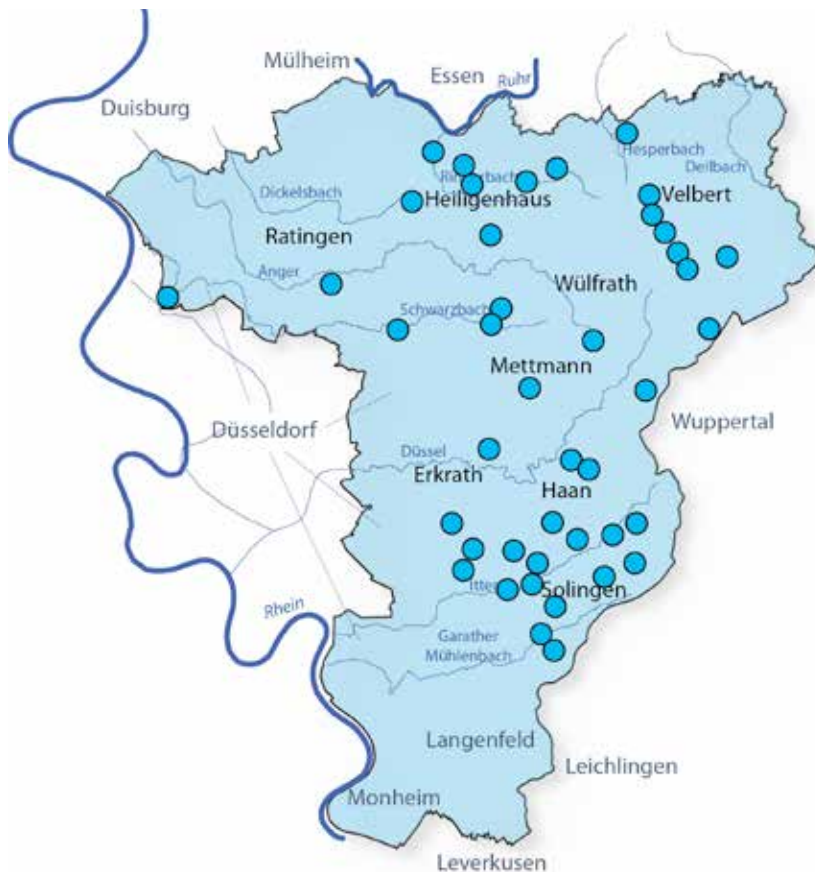 Mülheim
Essen
Ruhr
Duisburg
Hesperbach
Deilbach
Dickelsbach
Heiligenhaus
Velbert
Ratingen
Anger
Wülfrath
Schwarzbach
Mettmann
Wuppertal
Düsseldorf
Düssel
Erkrath
Haan
Itter
Solingen
Rhein
Garather
Mühlenbach
Langenfeld
Leichlingen
Monheim
Leverkusen